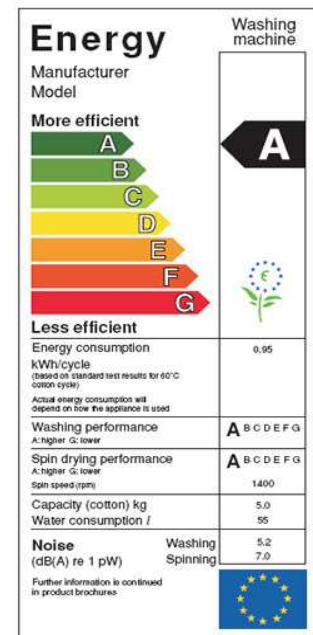 Energy
Washing
machine
Manufacturer
Model
More efficient
A
B
C
D
E
F
G
A
Less efficient
Energy consumption 0.95
kWh/cycle
(based on standard test results for 60°C
cotton cycle)
Actual energy consumption will
depend on how the appliance is used
Washing performance A B C D E F G
A: higher G: lower
Spin drying performance A B C D E F G
A: higher G: lower
Spin speed (rpm) 1400
Capacity (cotton) kg 5.0
Water consumption l 55
Noise Washing 5.2
(dB(A) re 1 pW) Spinning 7.0
Further information is continued
in product brochures